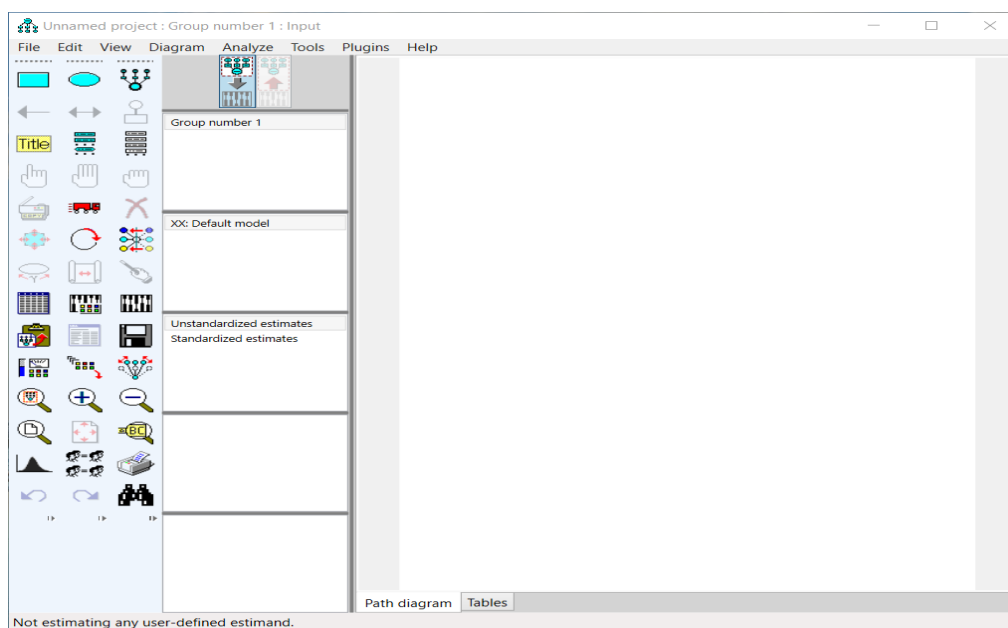 Unnamed project : Group number 1 : Input
File Edit View Diagram Analyze Tools Plugins Help
Title
Group number 1
XX: Default model
Unstandardized estimates
Standardized estimates
Path diagram Tables
Not estimating any user-defined estimand.